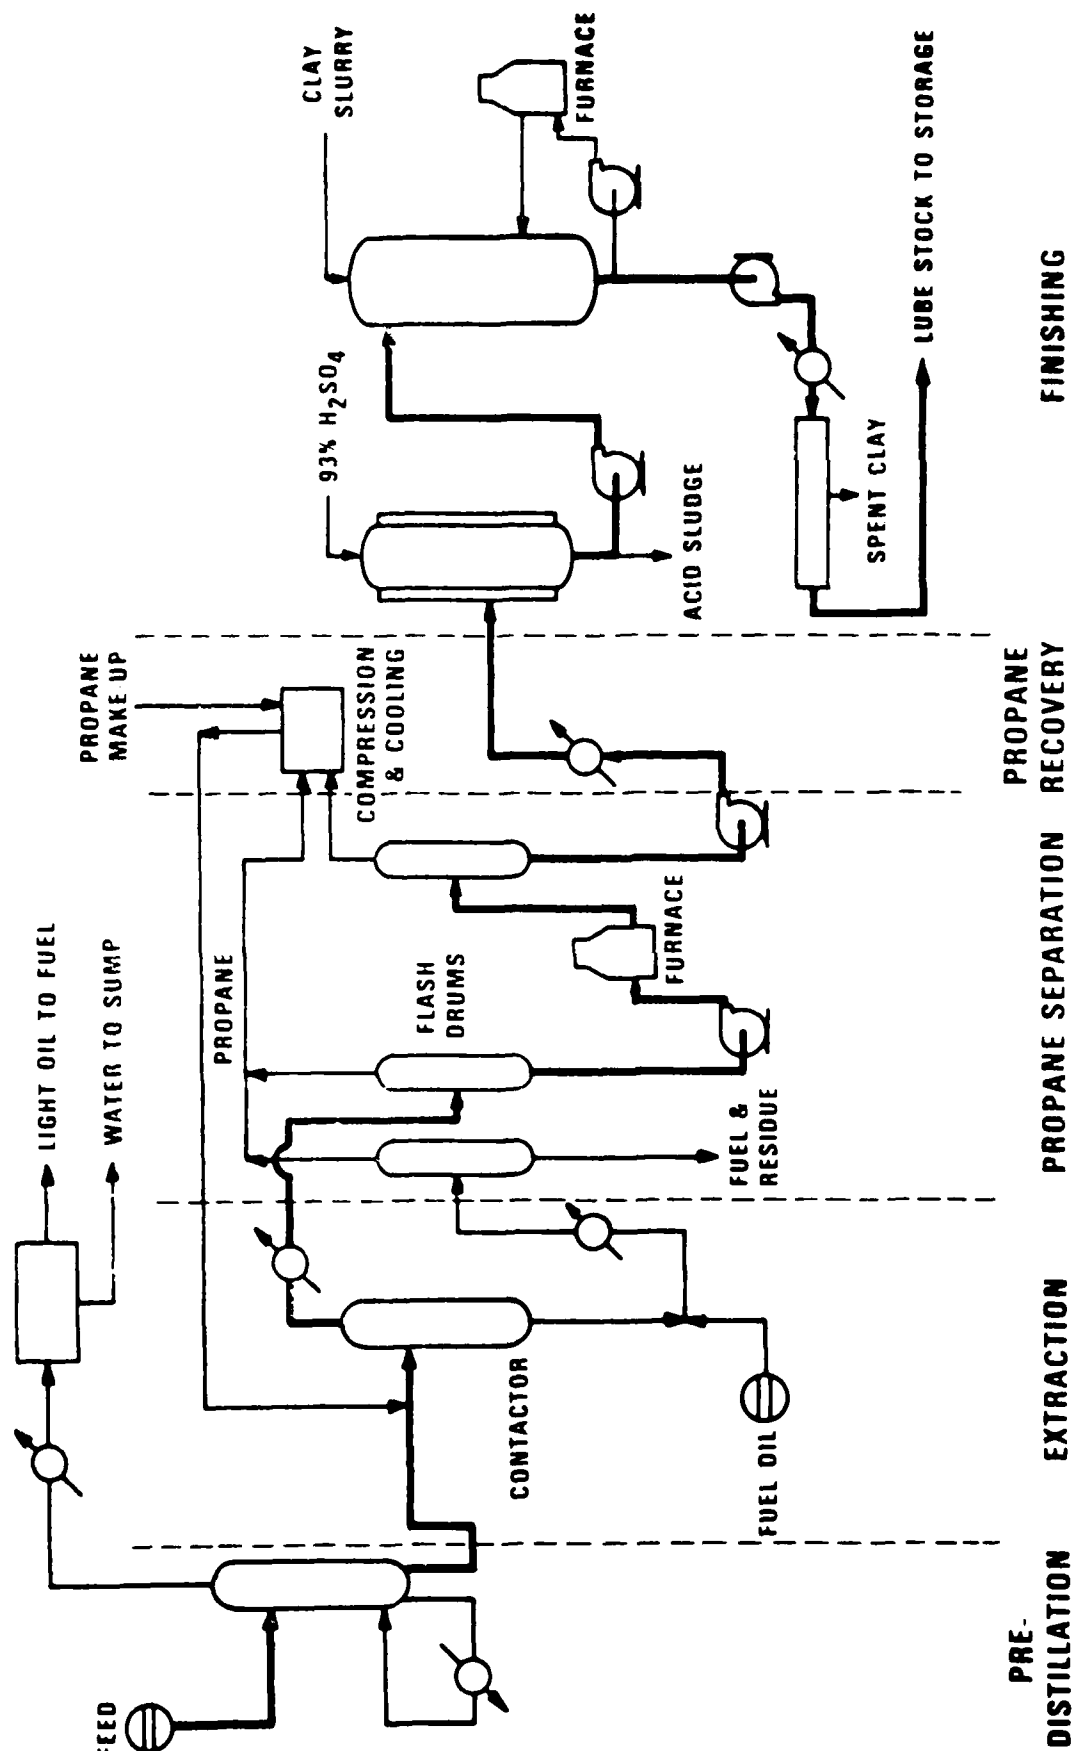 FEED
LIGHT OIL TO FUEL
WATER TO SUMP
PROPANE
CONTACTOR
FUEL OIL
FLASH
DRUMS
FUEL &
RESIDUE
FURNACE
PROPANE
MAKE-UP
COMPRESSION
& COOLING
93% H2SO4
ACID SLUDGE
CLAY
SLURRY
FURNACE
SPENT CLAY
LUBE STOCK TO STORAGE
PRE-
DISTILLATION
EXTRACTION
PROPANE SEPARATION
PROPANE
RECOVERY
FINISHING